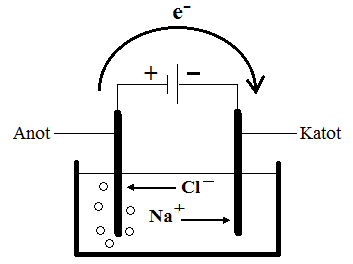 e⁻
+ −
Anot
Katot
Cl⁻
Na⁺